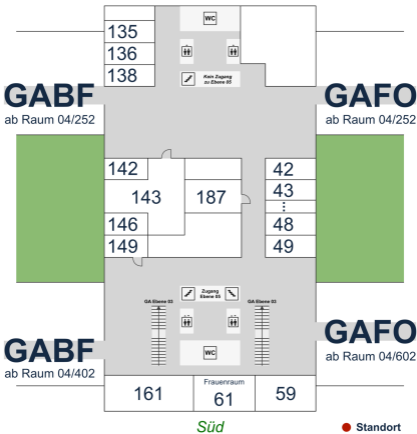 WC
135
136
138
Kein Zugang
zu Ebene 05
GABF
ab Raum 04/252
GAFO
ab Raum 04/252
142
143
187
146
149
42
43
48
49
Zugang
Ebene 05
GA Ebene 03
GA Ebene 03
WC
GABF
ab Raum 04/402
GAFO
ab Raum 04/602
161
Frauenraum
61
59
Süd
Standort